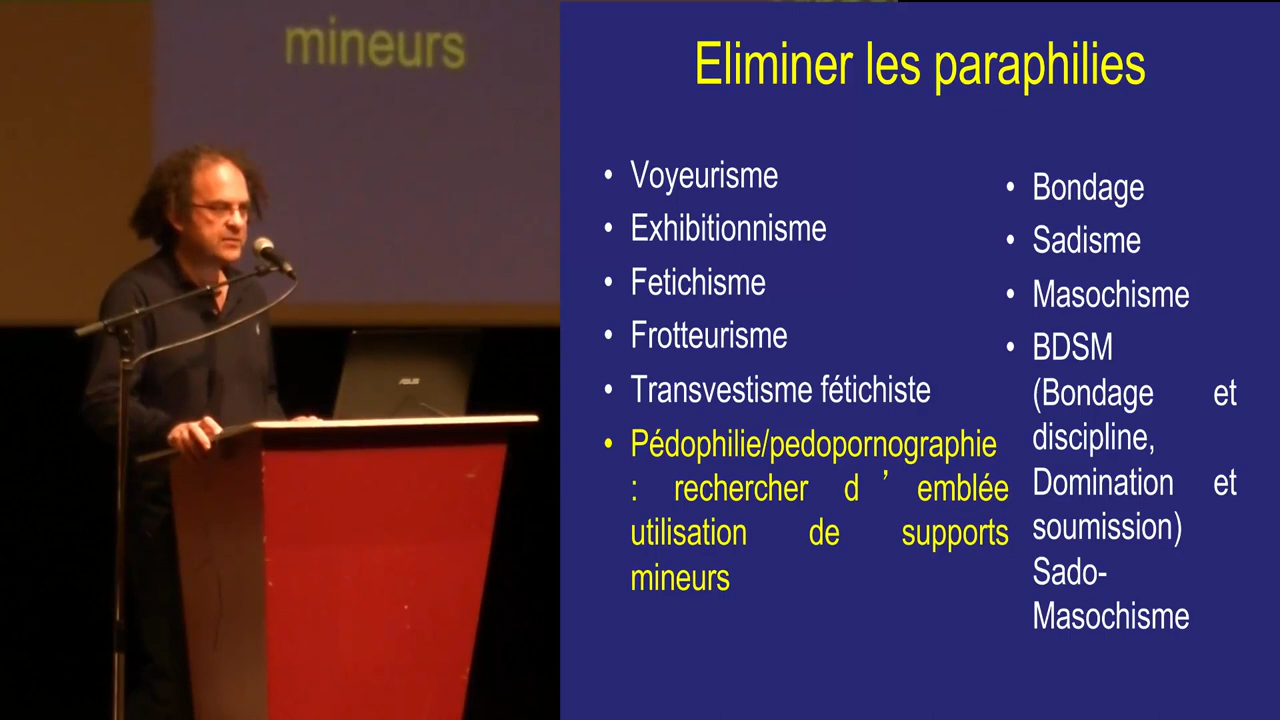 mineurs
ASUS
Eliminer les paraphilies
• Voyeurisme
• Exhibitionnisme
• Fetichisme
• Frotteurisme
• Transvestisme fétichiste
• Pédophilie/pedopornographie
: rechercher d ’ emblée
utilisation de supports
mineurs
• Bondage
• Sadisme
• Masochisme
• BDSM
(Bondage et
discipline,
Domination et
soumission)
Sado-
Masochisme